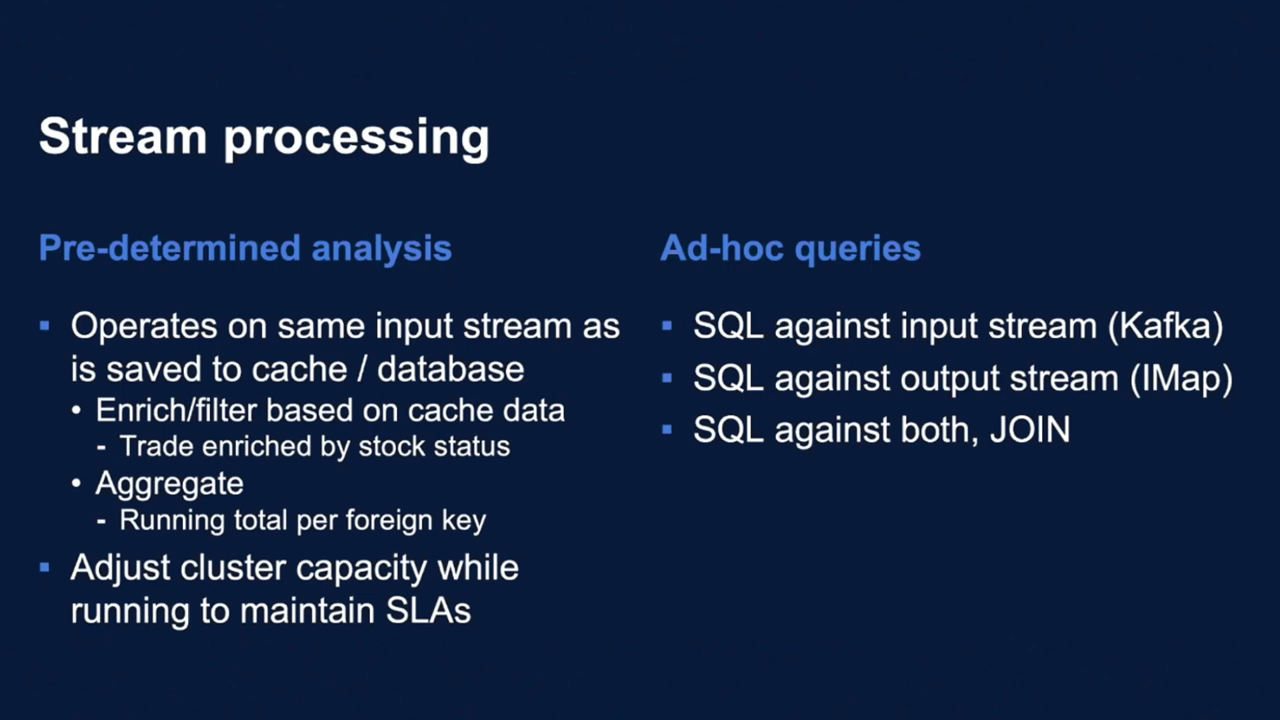 Stream processing
Pre-determined analysis
▪ Operates on same input stream as
is saved to cache / database
• Enrich/filter based on cache data
- Trade enriched by stock status
• Aggregate
- Running total per foreign key
▪ Adjust cluster capacity while
running to maintain SLAs
Ad-hoc queries
▪ SQL against input stream (Kafka)
▪ SQL against output stream (IMap)
▪ SQL against both, JOIN